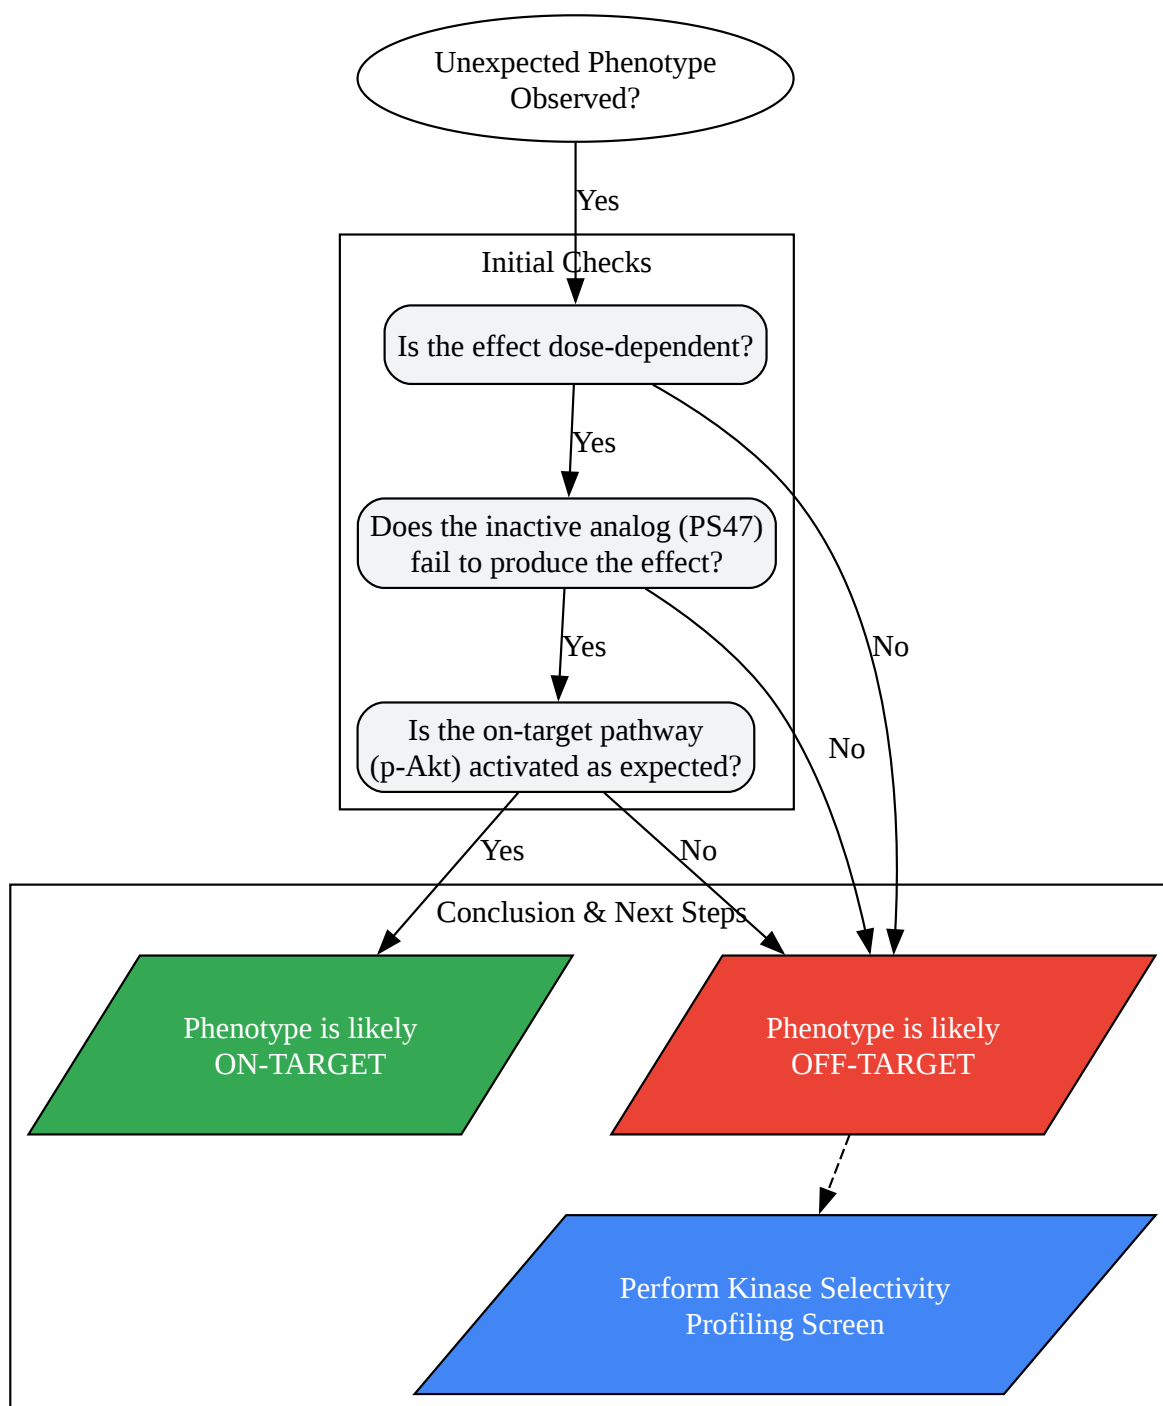 Unexpected Phenotype
Observed?
Yes
Initial Checks
Is the effect dose-dependent?
Yes
Does the inactive analog (PS47)
fail to produce the effect?
Yes
No
Is the on-target pathway
(p-Akt) activated as expected?
No
Yes
No
Conclusion & Next Steps
Phenotype is likely
ON-TARGET
Phenotype is likely
OFF-TARGET
Perform Kinase Selectivity
Profiling Screen